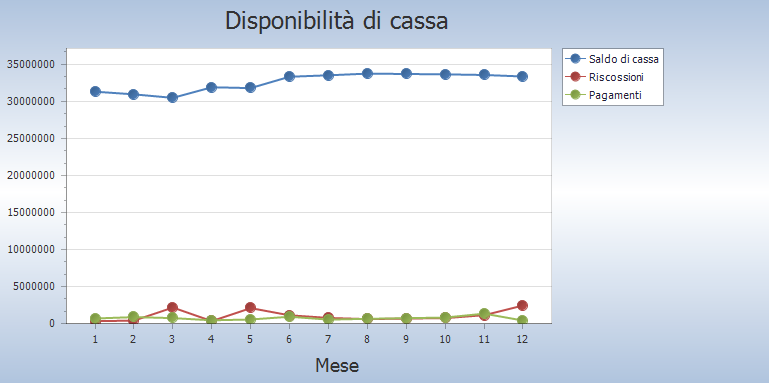 Disponibilità di cassa
Saldo di cassa
Riscossioni
Pagamenti
35000000
30000000
25000000
20000000
15000000
10000000
5000000
0
1 2 3 4 5 6 7 8 9 10 11 12
Mese